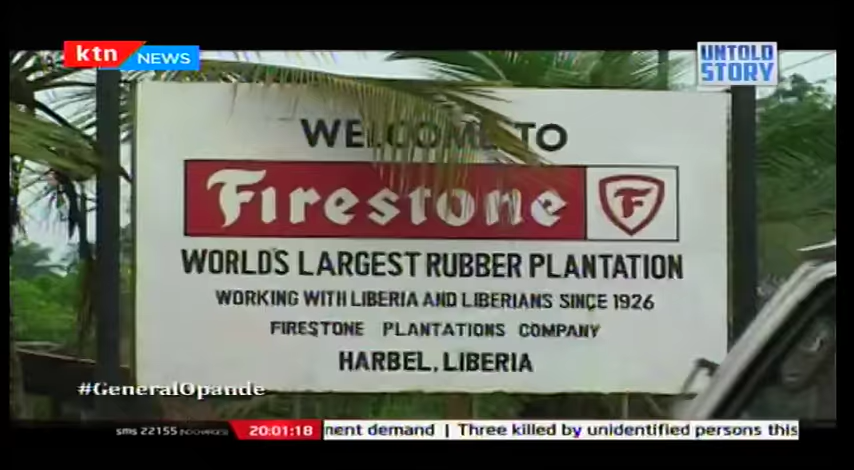 ktn NEWS
UNTOLD
STORY
WELCOME TO
Firestone F
WORLD'S LARGEST RUBBER PLANTATION
WORKING WITH LIBERIA AND LIBERIANS SINCE 1926
FIRESTONE PLANTATIONS COMPANY
HARBEL, LIBERIA
#GeneralOpande
sms 22155 20:01:18 nent demand | Three killed by unidentified persons this